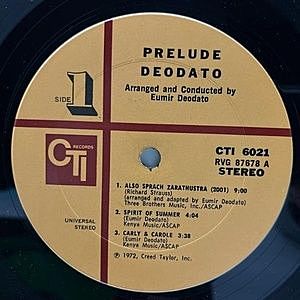 PRELUDE
DEODATO
Arranged and Conducted by
Eumir Deodato
SIDE 1
CTI
RECORDS
UNIVERSAL
STEREO
CTI 6021
RVG 87678 A
STEREO
1. ALSO SPRACH ZARATHUSTRA (2001) 9:00
(Richard Strauss)
(arranged and adapted by Eumir Deodato)
Three Brothers Music, Inc./ASCAP
2. SPIRIT OF SUMMER 4:04
(Eumir Deodato)
Kenya Music/ASCAP
3. CARLY & CAROLE 3:38
(Eumir Deodato)
Kenya Music/ASCAP
Ⓟ 1972, Creed Taylor, Inc.